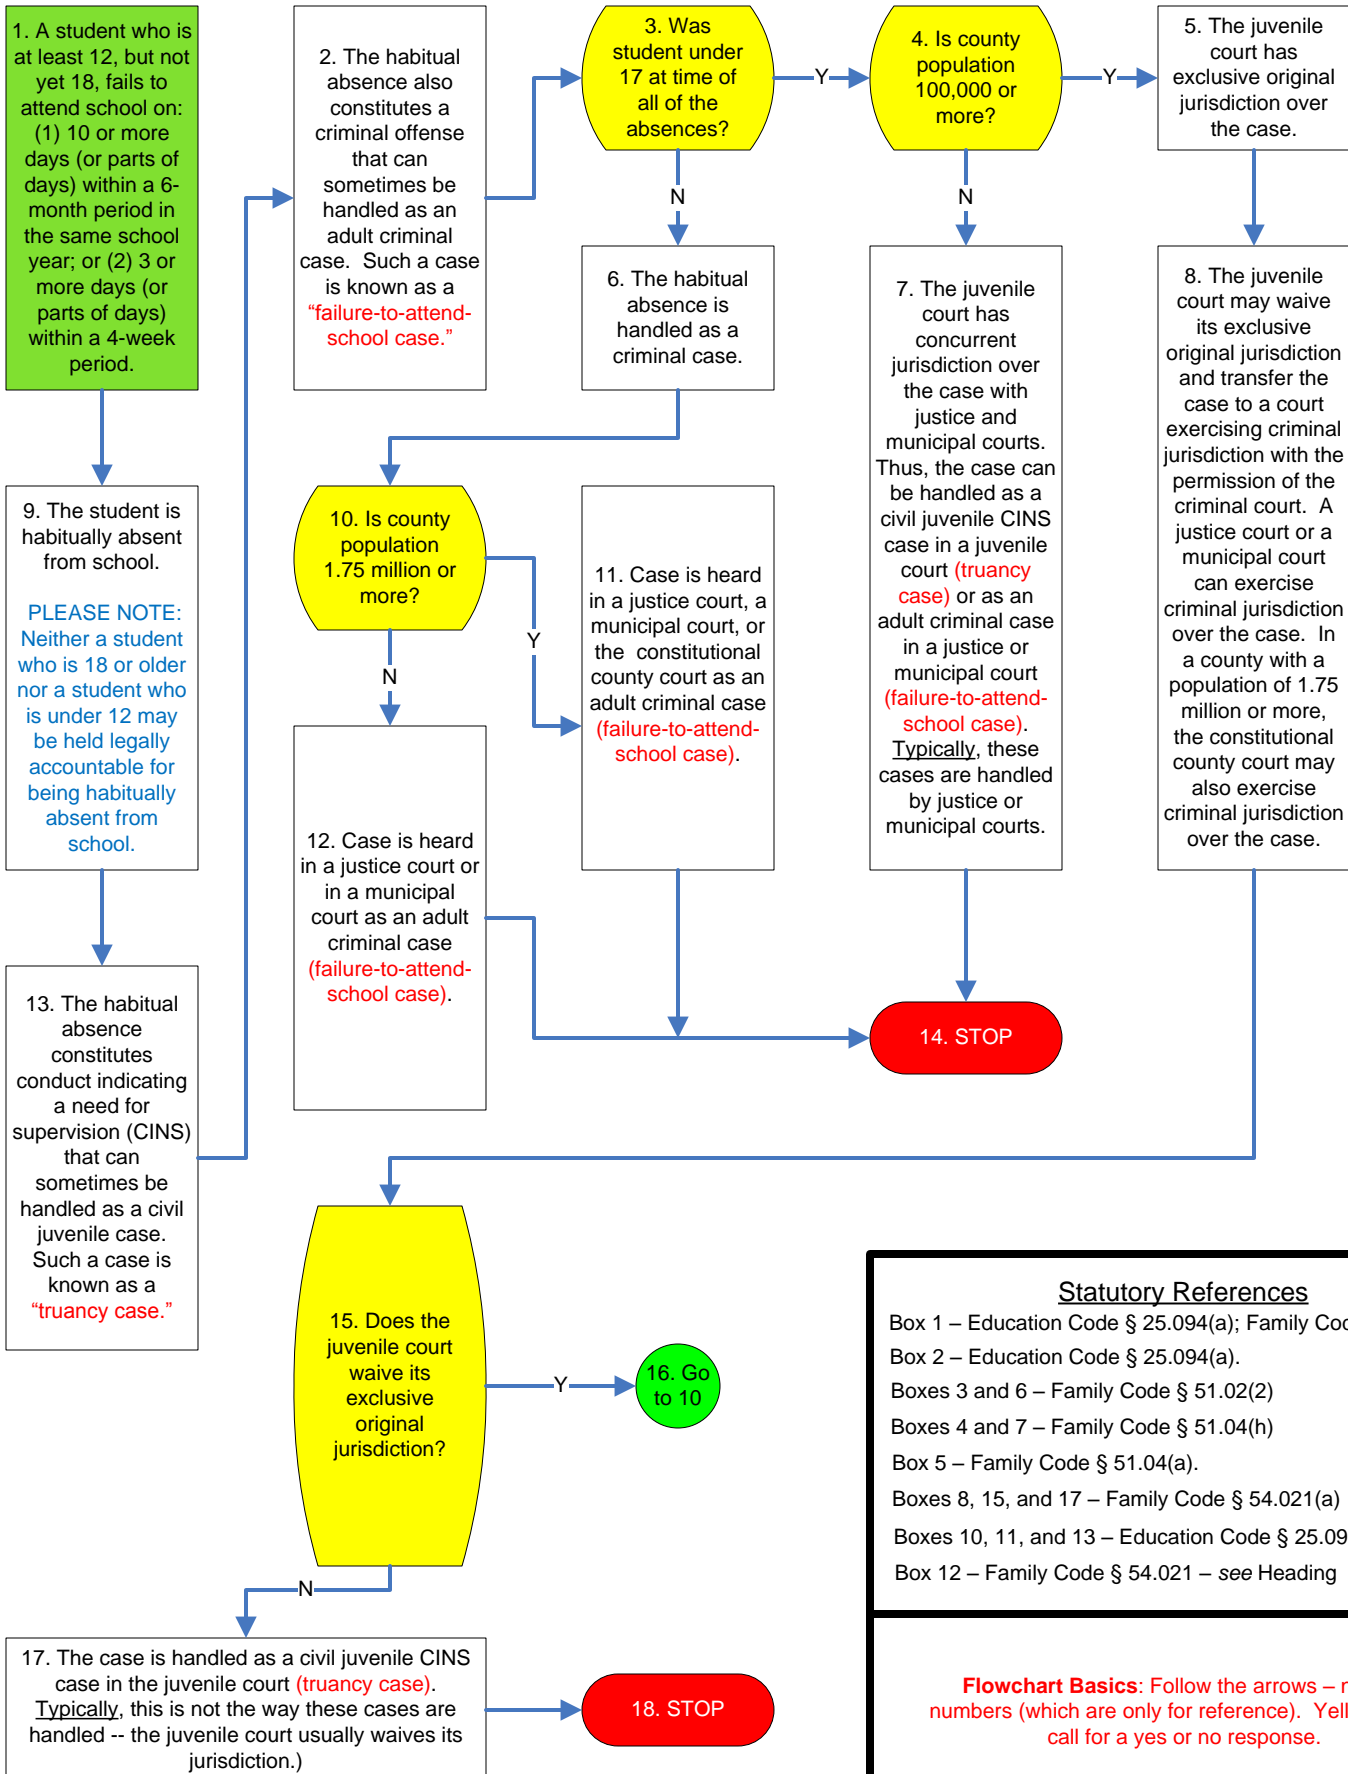 1. A student who is
at least 12, but not
yet 18, fails to
attend school on:
(1) 10 or more
days (or parts of
days) within a 6-
month period in
the same school
year; or (2) 3 or
more days (or
parts of days)
within a 4-week
period.
2. The habitual
absence also
constitutes a
criminal offense
that can
sometimes be
handled as an
adult criminal
case. Such a case
is known as a
“failure-to-attend-
school case.”
3. Was
student under
17 at time of
all of the
absences?
Y
N
4. Is county
population
100,000 or
more?
Y
N
5. The juvenile
court has
exclusive original
jurisdiction over
the case.
6. The habitual
absence is
handled as a
criminal case.
7. The juvenile
court has
concurrent
jurisdiction over
the case with
justice and
municipal courts.
Thus, the case can
be handled as a
civil juvenile CINS
case in a juvenile
court (truancy
case) or as an
adult criminal case
in a justice or
municipal court
(failure-to-attend-
school case).
Typically, these
cases are handled
by justice or
municipal courts.
8. The juvenile
court may waive
its exclusive
original jurisdiction
and transfer the
case to a court
exercising criminal
jurisdiction with the
permission of the
criminal court. A
justice court or a
municipal court
can exercise
criminal jurisdiction
over the case. In
a county with a
population of 1.75
million or more,
the constitutional
county court may
also exercise
criminal jurisdiction
over the case.
9. The student is
habitually absent
from school.
PLEASE NOTE:
Neither a student
who is 18 or older
nor a student who
is under 12 may
be held legally
accountable for
being habitually
absent from
school.
10. Is county
population
1.75 million or
more?
Y
N
11. Case is heard
in a justice court, a
municipal court, or
the constitutional
county court as an
adult criminal case
(failure-to-attend-
school case).
12. Case is heard
in a justice court or
in a municipal
court as an adult
criminal case
(failure-to-attend-
school case).
13. The habitual
absence
constitutes
conduct indicating
a need for
supervision (CINS)
that can
sometimes be
handled as a civil
juvenile case.
Such a case is
known as a
“truancy case.”
14. STOP
15. Does the
juvenile court
waive its
exclusive
original
jurisdiction?
Y
N
16. Go
to 10
17. The case is handled as a civil juvenile CINS
case in the juvenile court (truancy case).
Typically, this is not the way these cases are
handled -- the juvenile court usually waives its
jurisdiction.)
18. STOP
Statutory References
Box 1 – Education Code § 25.094(a); Family
Box 2 – Education Code § 25.094(a).
Boxes 3 and 6 – Family Code § 51.02(2)
Boxes 4 and 7 – Family Code § 51.04(h)
Box 5 – Family Code § 51.04(a).
Boxes 8, 15, and 17 – Family Code § 54.021(a)
Boxes 10, 11, and 13 – Education Code §
Box 12 – Family Code § 54.021 – see Heading
Flowchart Basics: Follow the arrows –
numbers (which are only for reference).
call for a yes or no response.